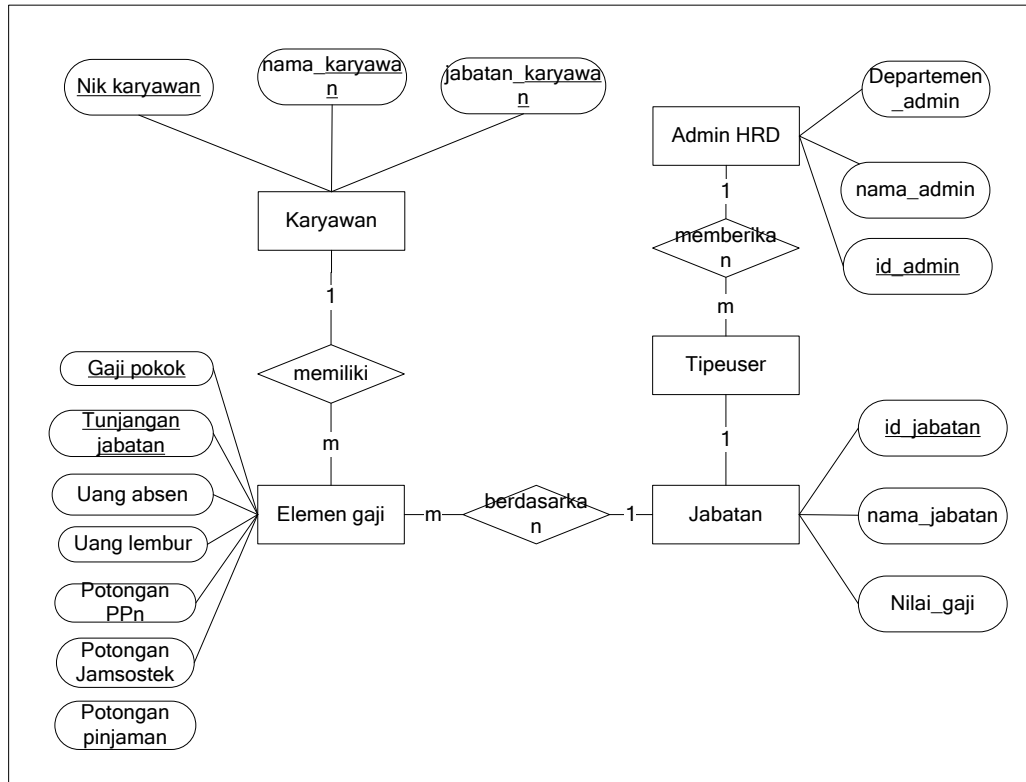 Nik karyawan
nama_karyawa
n
jabatan_karyawa
n
Karyawan
1
memiliki
m
Gaji pokok
Tunjangan
jabatan
Uang absen
Uang lembur
Potongan
PPn
Potongan
Jamsostek
Potongan
pinjaman
Elemen gaji
m
berdasarka
n
1
Jabatan
Admin HRD
1
memberika
n
m
Tipeuser
1
Departemen
_admin
nama_admin
id_admin
id_jabatan
nama_jabatan
Nilai_gaji